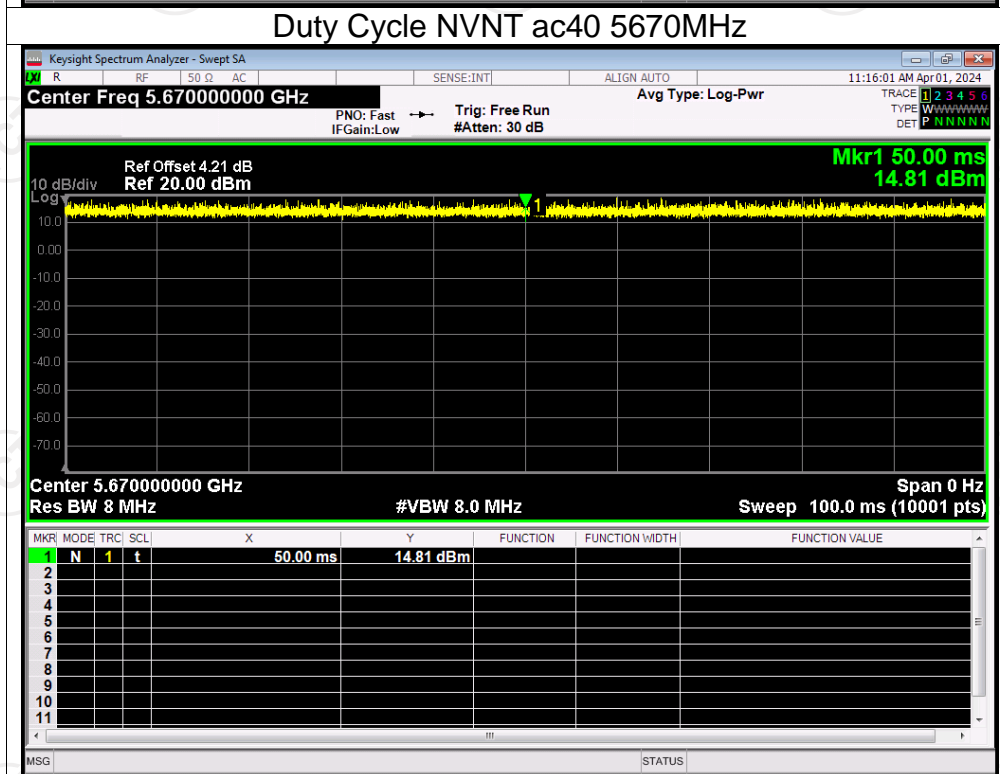 Duty Cycle NVNT ac40 5670MHz
Keysight Spectrum Analyzer - Swept SA
LXI R RF 50 Ω AC SENSE:INT ALIGN AUTO 11:16:01 AM Apr 01, 2024
Center Freq 5.670000000 GHz Avg Type: Log-Pwr TRACE 1 2 3 4 5 6
PNO: Fast Trig: Free Run TYPE WWWWWW
IFGain:Low #Atten: 30 dB DET P N N N N N
Mkr1 50.00 ms
Ref Offset 4.21 dB
10 dB/div Ref 20.00 dBm 14.81 dBm
Log
1
10.0
0.00
-10.0
-20.0
-30.0
-40.0
-50.0
-60.0
-70.0
Center 5.670000000 GHz Span 0 Hz
Res BW 8 MHz #VBW 8.0 MHz Sweep 100.0 ms (10001 pts)
MKR MODE TRC SCL X Y FUNCTION FUNCTION WIDTH FUNCTION VALUE
1 N 1 t 50.00 ms 14.81 dBm
2
3
4
5
6
7
8
9
10
11
MSG STATUS